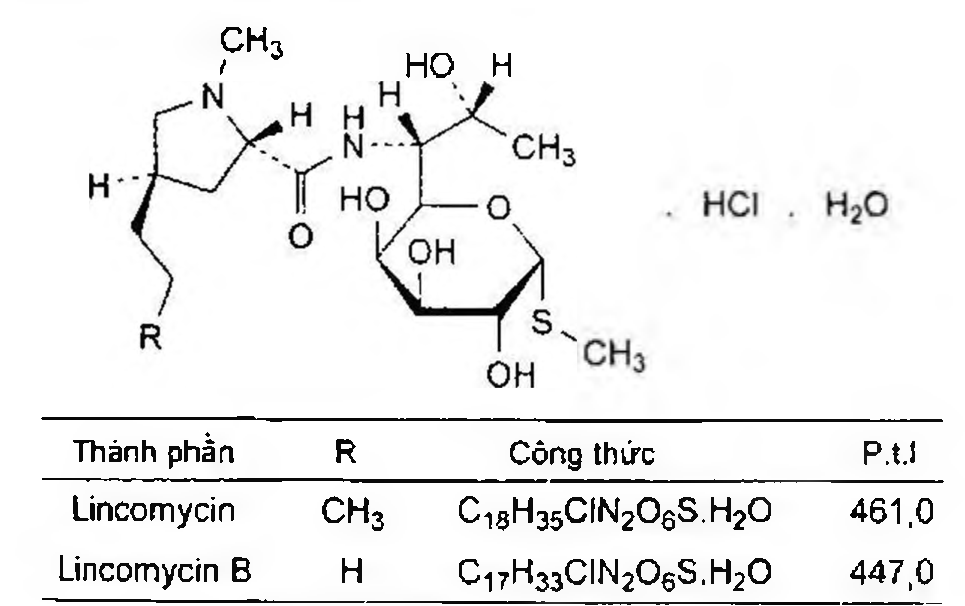 CH₃
HO H
N H
H H
N CH₃
H HO O . HCl . H₂O
O OH
R S
CH₃
OH
Thành phần R Công thức P.t.l
Lincomycin CH₃ C₁₈H₃₅ClN₂O₆S.H₂O 461,0
Lincomycin B H C₁₇H₃₃ClN₂O₆S.H₂O 447,0